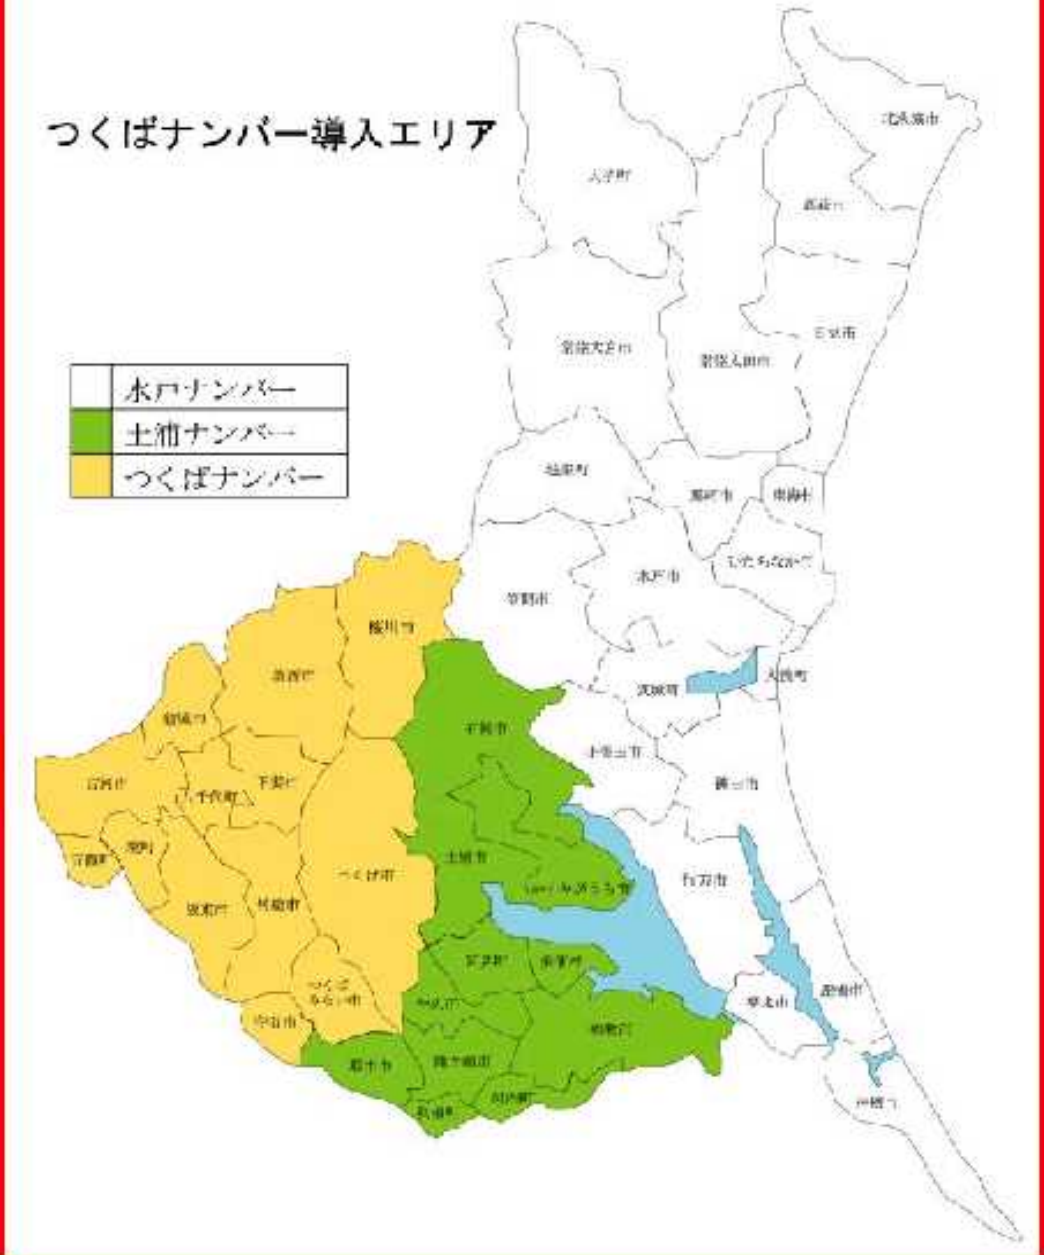 つくばナンバー導入エリア
北茨城市
大子町
高萩市
日立市
常陸大宮市
常陸太田市
水戸ナンバー
土浦ナンバー
つくばナンバー
城里町
那珂市
東海村
ひたちなか市
水戸市
笠間市
桜川市
筑西市
大洗町
茨城町
結城市
石岡市
小美玉市
鉾田市
古河市
八千代町
下妻市
五霞町
境町
土浦市
つくば市
かすみがうら市
行方市
坂東市
常総市
阿見町
美浦村
つくば
みらい市
牛久市
鹿嶋市
潮来市
守谷市
稲敷市
取手市
龍ケ崎市
河内町
利根町
神栖市